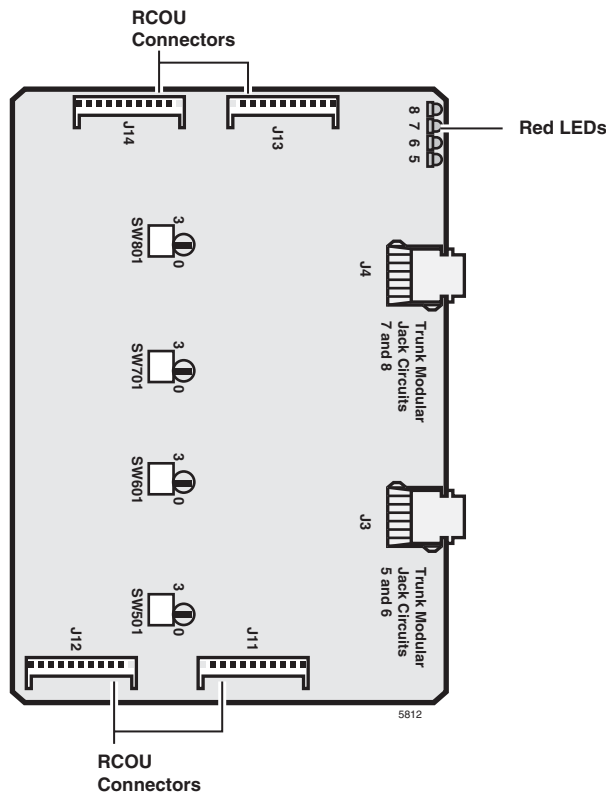 RCOU
Connectors
J14
J13
8 7 6 5
Red LEDs
SW801
3
0
J4
Trunk Modular
Jack Circuits
7 and 8
SW701
3
0
SW601
3
0
J3
Trunk Modular
Jack Circuits
5 and 6
SW501
3
0
J12
J11
5812
RCOU
Connectors